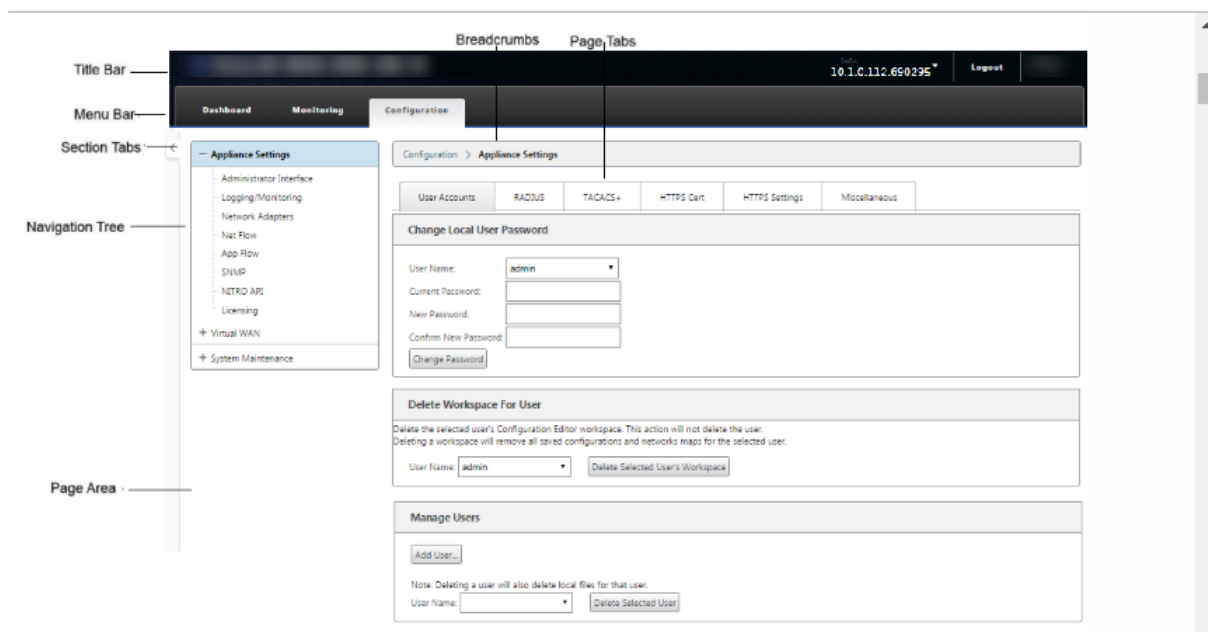 Breadcrumbs Page Tabs
Title Bar
10.1.0.112.690295 Logout
Menu Bar
Dashboard Monitoring Configuration
Section Tabs
− Appliance Settings
Configuration > Appliance Settings
Administrator Interface
Logging/Monitoring
Network Adapters
Net Flow
App Flow
SNMP
NITRO API
Licensing
+ Virtual WAN
+ System Maintenance
Navigation Tree
User Accounts RADIUS TACACS+ HTTPS Cert HTTPS Settings Miscellaneous
Change Local User Password
User Name: admin
Current Password:
New Password:
Confirm New Password:
Change Password
Delete Workspace For User
Delete the selected user's Configuration Editor workspace. This action will not delete the user.
Deleting a workspace will remove all saved configurations and networks maps for the selected user.
User Name: admin Delete Selected User's Workspace
Page Area
Manage Users
Add User...
Note: Deleting a user will also delete local files for that user.
User Name: Delete Selected User